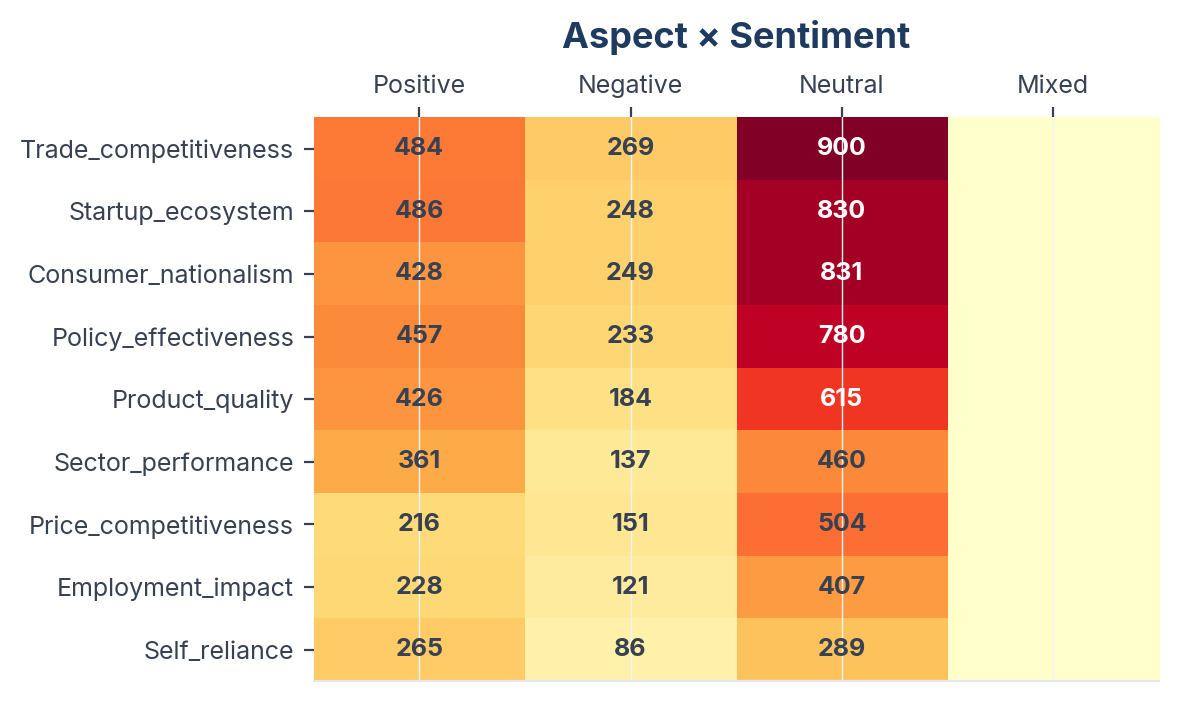 Aspect × Sentiment
Positive Negative Neutral Mixed
Trade_competitiveness 484 269 900
Startup_ecosystem 486 248 830
Consumer_nationalism 428 249 831
Policy_effectiveness 457 233 780
Product_quality 426 184 615
Sector_performance 361 137 460
Price_competitiveness 216 151 504
Employment_impact 228 121 407
Self_reliance 265 86 289